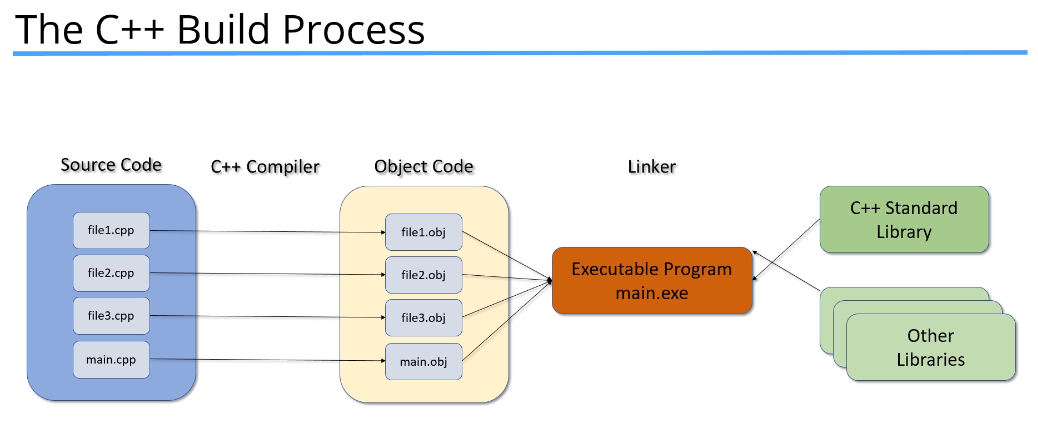 The C++ Build Process
Source Code
C++ Compiler
Object Code
Linker
file1.cpp
file2.cpp
file3.cpp
main.cpp
file1.obj
file2.obj
file3.obj
main.obj
Executable Program
main.exe
C++ Standard
Library
Other
Libraries